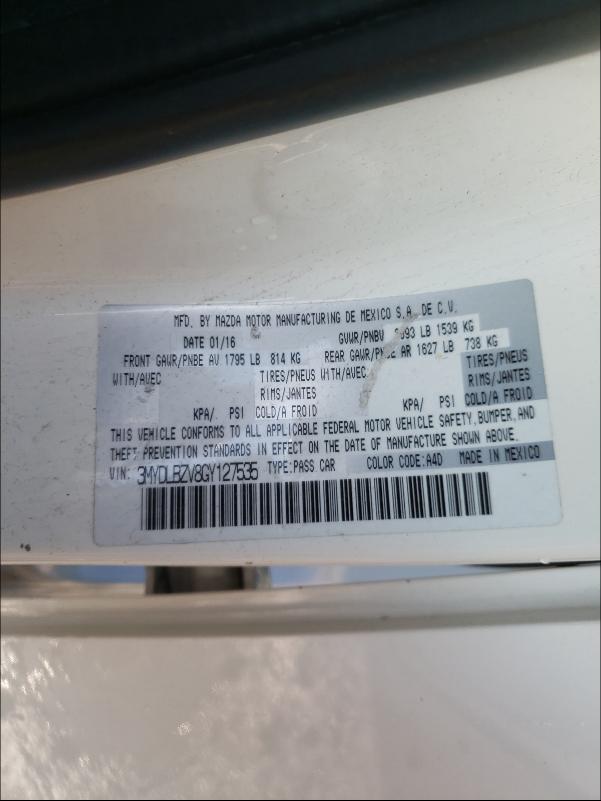 MFD. BY MAZDA MOTOR MANUFACTURING DE MEXICO S.A. DE C.V.
DATE 01/16 GVWR/PNBV 093 LB 1539 KG
FRONT GAWR/PNBE AV 1795 LB 814 KG REAR GAWR/PNBE AR 1627 LB 738 KG
WITH/AVEC TIRES/PNEUS WITH/AVEC TIRES/PNEUS
RIMS/JANTES RIMS/JANTES
KPA/ PSI COLD/A FROID KPA/ PSI COLD/A FROID
THIS VEHICLE CONFORMS TO ALL APPLICABLE FEDERAL MOTOR VEHICLE SAFETY, BUMPER, AND
THEFT PREVENTION STANDARDS IN EFFECT ON THE DATE OF MANUFACTURE SHOWN ABOVE.
VIN: 3MYDLBZV8GY127535 TYPE:PASS CAR COLOR CODE:A4D MADE IN MEXICO